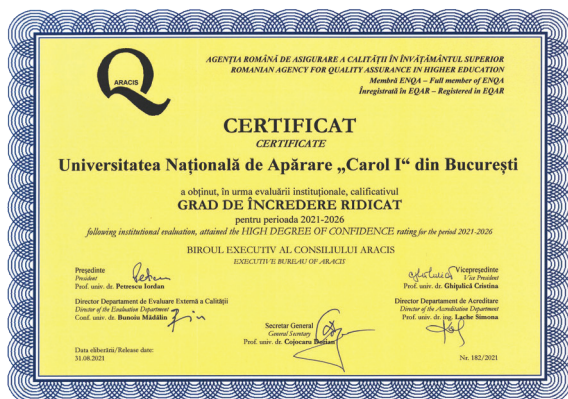 ARACIS
AGENȚIA ROMÂNĂ DE ASIGURARE A CALITĂȚII ÎN ÎNVĂȚĂMÂNTUL SUPERIOR
ROMANIAN AGENCY FOR QUALITY ASSURANCE IN HIGHER EDUCATION
Membră ENQA – Full member of ENQA
Înregistrată în EQAR – Registered in EQAR
CERTIFICAT
CERTIFICATE
Universitatea Națională de Apărare „Carol I“ din București
a obținut, în urma evaluării instituționale, calificativul
GRAD DE ÎNCREDERE RIDICAT
pentru perioada 2021-2026
following institutional evaluation, attained the HIGH DEGREE OF CONFIDENCE rating for the period 2021-2026
BIROUL EXECUTIV AL CONSILIULUI ARACIS
EXECUTIVE BUREAU OF ARACIS
Președinte
President
Prof. univ. dr. Petrescu Iordan
Vicepreședinte
Vice President
Prof. univ. dr. Ghițulică Cristina
Director Departament de Evaluare Externă a Calității
Director of the Evaluation Department
Conf. univ. dr. Bunoiu Mădălin
Director Departament de Acreditare
Director of the Accreditation Department
Prof. univ. dr. ing. Lache Simona
Secretar General
General Secretary
Prof. univ. dr. Cojocaru Dorian
Data eliberării/Release date:
31.08.2021
Nr. 182/2021